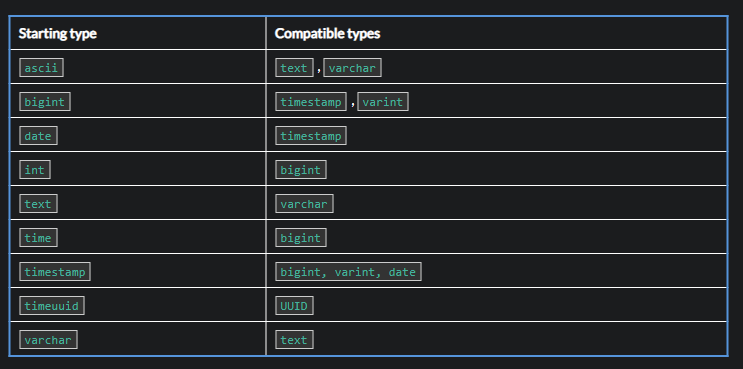 Starting type Compatible types
ascii text , varchar
bigint timestamp , varint
date timestamp
int bigint
text varchar
time bigint
timestamp bigint, varint, date
timeuuid UUID
varchar text